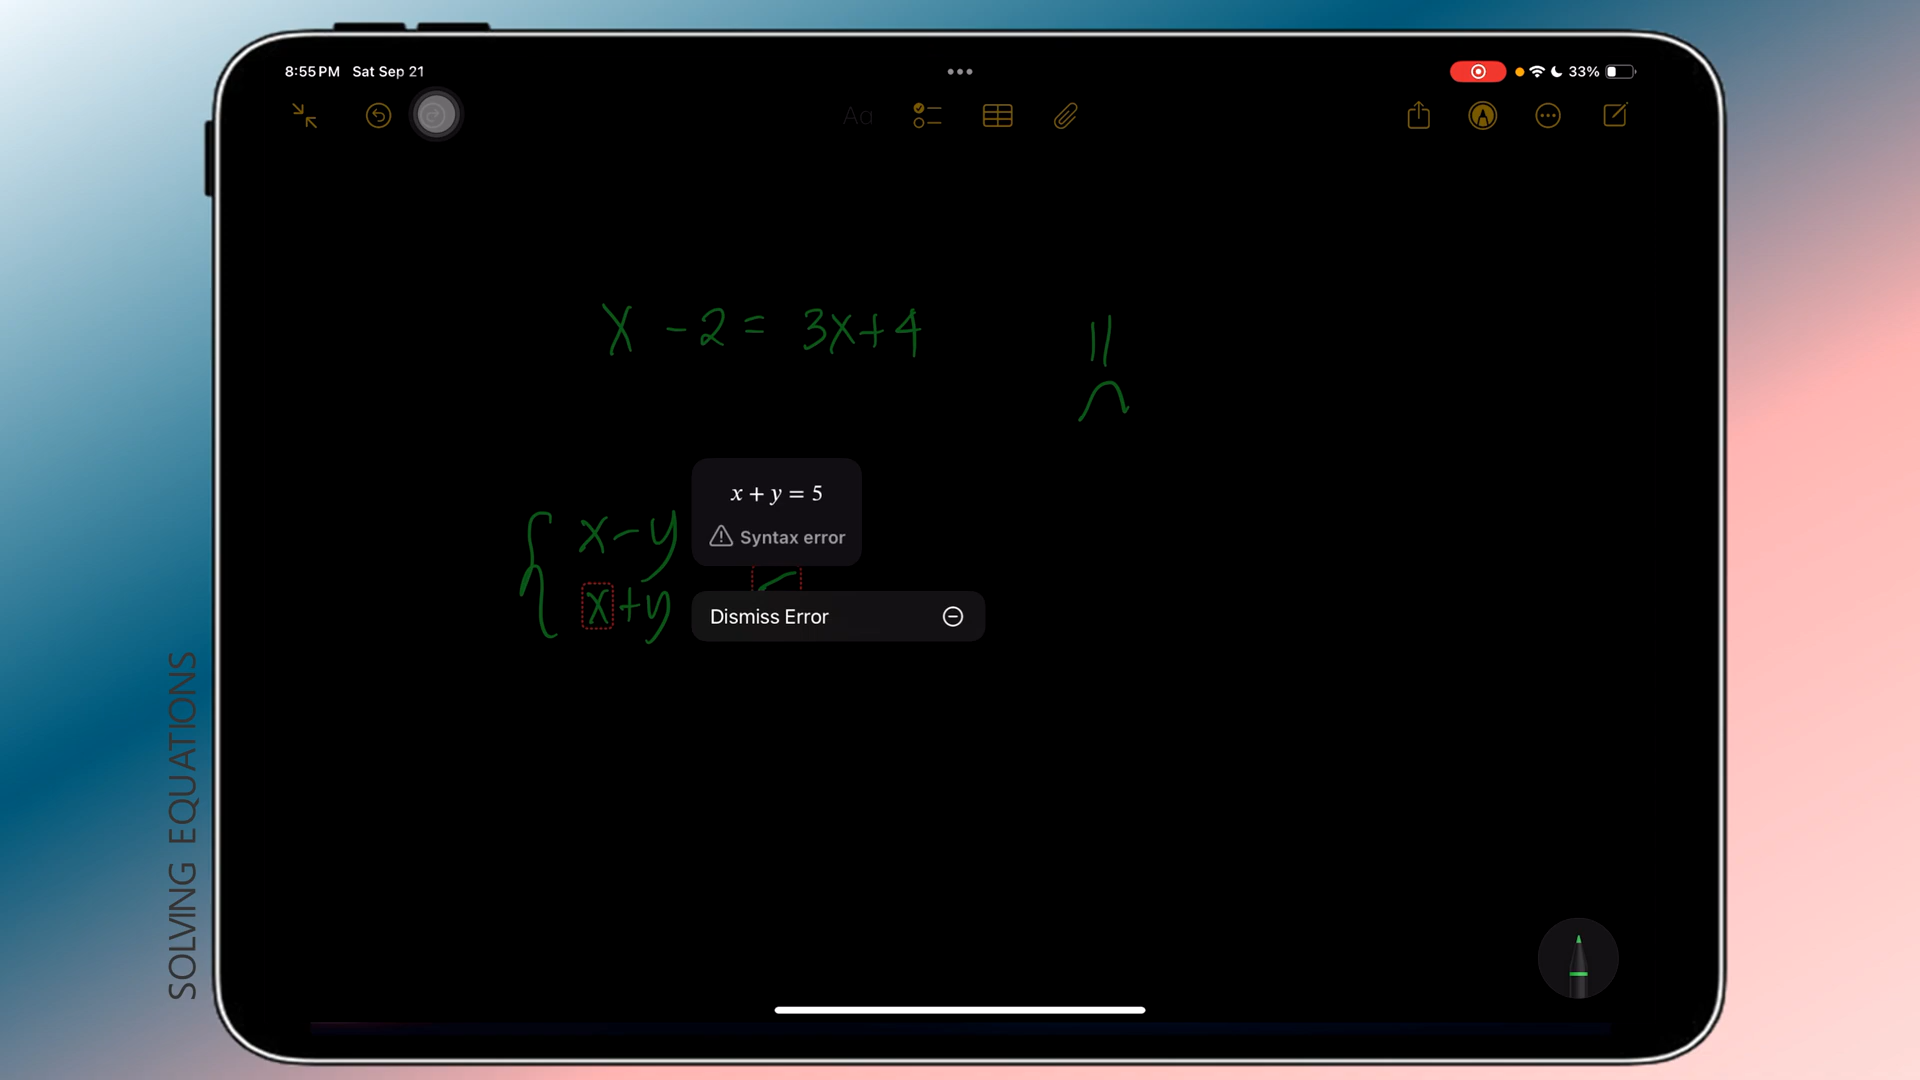 8:55 PM Sat Sep 21
33%
Aa
x - 2 = 3x+4
x + y = 5
Syntax error
x-y
x+y
Dismiss Error
SOLVING EQUATIONS